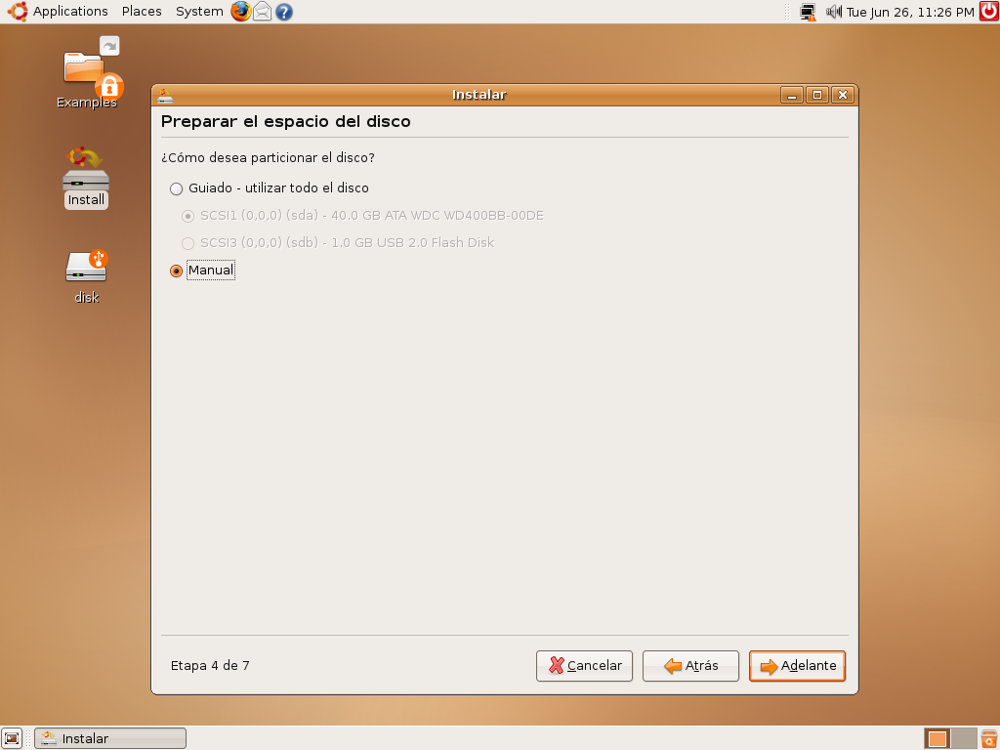 Applications Places System Tue Jun 26, 11:26 PM
Examples
Install
disk
Instalar
Preparar el espacio del disco
¿Cómo desea particionar el disco?
Guiado - utilizar todo el disco
SCSI1 (0,0,0) (sda) - 40.0 GB ATA WDC WD400BB-00DE
SCSI3 (0,0,0) (sdb) - 1.0 GB USB 2.0 Flash Disk
Manual
Etapa 4 de 7 Cancelar Atrás Adelante
Instalar